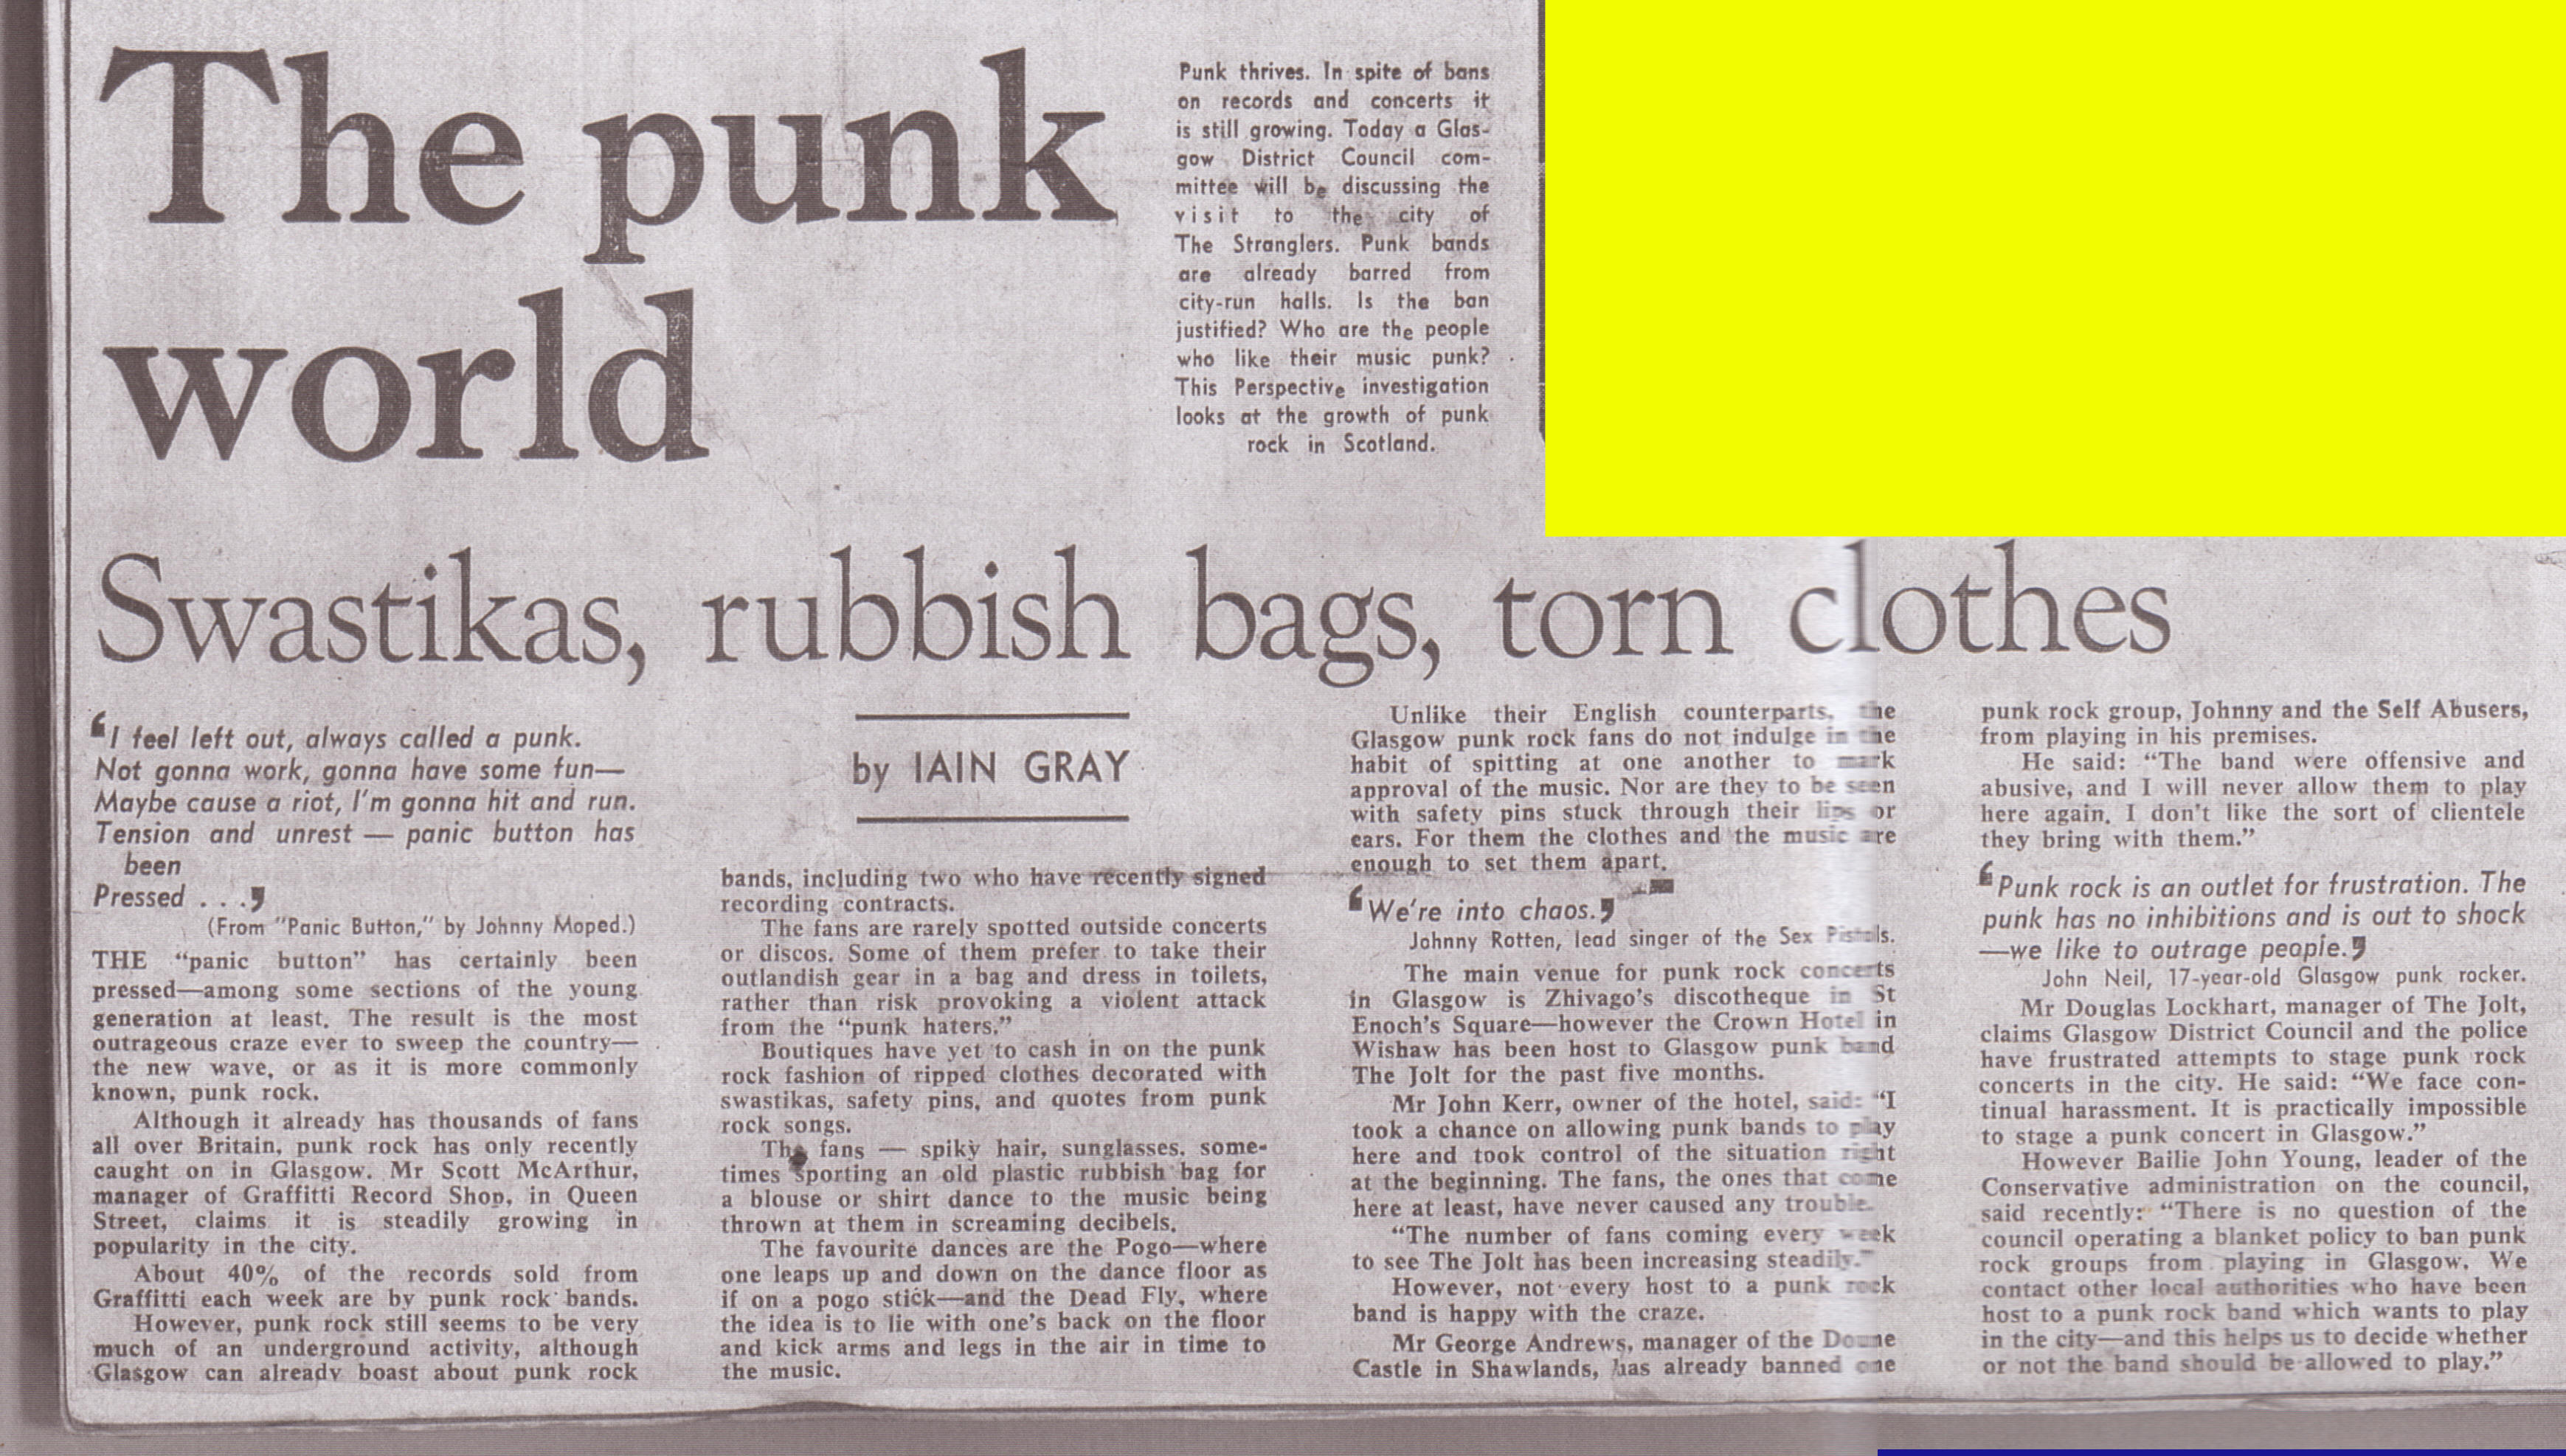 The punk
world
Punk thrives. In spite of bans
on records and concerts it
is still growing. Today a Glas-
gow District Council com-
mittee will be discussing the
visit to the city of
The Stranglers. Punk bands
are already barred from
city-run halls. Is the ban
justified? Who are the people
who like their music punk?
This Perspective investigation
looks at the growth of punk
rock in Scotland.
Swastikas, rubbish bags, torn clothes
‘I feel left out, always called a punk.
Not gonna work, gonna have some fun—
Maybe cause a riot, I'm gonna hit and run.
Tension and unrest — panic button has
been
Pressed . . .’
(From "Panic Button," by Johnny Moped.)
THE “panic button” has certainly been
pressed—among some sections of the young
generation at least. The result is the most
outrageous craze ever to sweep the country—
the new wave, or as it is more commonly
known, punk rock.
Although it already has thousands of fans
all over Britain, punk rock has only recently
caught on in Glasgow. Mr Scott McArthur,
manager of Graffitti Record Shop, in Queen
Street, claims it is steadily growing in
popularity in the city.
About 40% of the records sold from
Graffitti each week are by punk rock bands.
However, punk rock still seems to be very
much of an underground activity, although
Glasgow can already boast about punk rock
by IAIN GRAY
bands, including two who have recently signed
recording contracts.
The fans are rarely spotted outside concerts
or discos. Some of them prefer to take their
outlandish gear in a bag and dress in toilets,
rather than risk provoking a violent attack
from the “punk haters.”
Boutiques have yet to cash in on the punk
rock fashion of ripped clothes decorated with
swastikas, safety pins, and quotes from punk
rock songs.
The fans — spiky hair, sunglasses, some-
times sporting an old plastic rubbish bag for
a blouse or shirt dance to the music being
thrown at them in screaming decibels.
The favourite dances are the Pogo—where
one leaps up and down on the dance floor as
if on a pogo stick—and the Dead Fly, where
the idea is to lie with one's back on the floor
and kick arms and legs in the air in time to
the music.
Unlike their English counterparts, the
Glasgow punk rock fans do not indulge in the
habit of spitting at one another to mark
approval of the music. Nor are they to be seen
with safety pins stuck through their lips or
ears. For them the clothes and the music are
enough to set them apart.
‘We're into chaos.’
Johnny Rotten, lead singer of the Sex Pistols.
The main venue for punk rock concerts
in Glasgow is Zhivago's discotheque in St
Enoch's Square—however the Crown Hotel in
Wishaw has been host to Glasgow punk band
The Jolt for the past five months.
Mr John Kerr, owner of the hotel, said: “I
took a chance on allowing punk bands to play
here and took control of the situation right
at the beginning. The fans, the ones that come
here at least, have never caused any trouble.
“The number of fans coming every week
to see The Jolt has been increasing steadily.”
However, not every host to a punk rock
band is happy with the craze.
Mr George Andrews, manager of the Doune
Castle in Shawlands, has already banned one
punk rock group, Johnny and the Self Abusers,
from playing in his premises.
He said: “The band were offensive and
abusive, and I will never allow them to play
here again. I don't like the sort of clientele
they bring with them.”
‘Punk rock is an outlet for frustration. The
punk has no inhibitions and is out to shock
—we like to outrage people.’
John Neil, 17-year-old Glasgow punk rocker.
Mr Douglas Lockhart, manager of The Jolt,
claims Glasgow District Council and the police
have frustrated attempts to stage punk rock
concerts in the city. He said: “We face con-
tinual harassment. It is practically impossible
to stage a punk concert in Glasgow.”
However Bailie John Young, leader of the
Conservative administration on the council,
said recently: “There is no question of the
council operating a blanket policy to ban punk
rock groups from playing in Glasgow. We
contact other local authorities who have been
host to a punk rock band which wants to play
in the city—and this helps us to decide whether
or not the band should be allowed to play.”